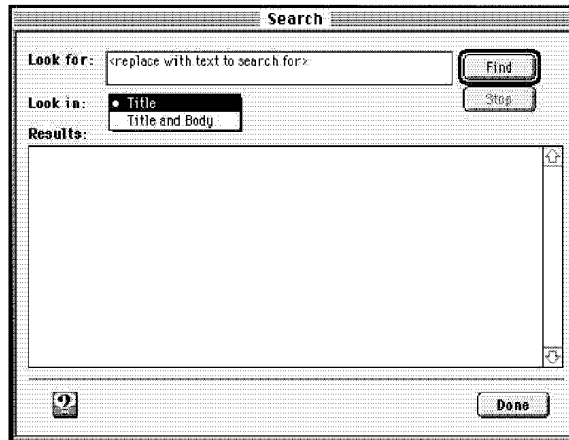 Search
Look for: <replace with text to search for>
Find
Stop
Look in: • Title
Title and Body
Results:
?
Done